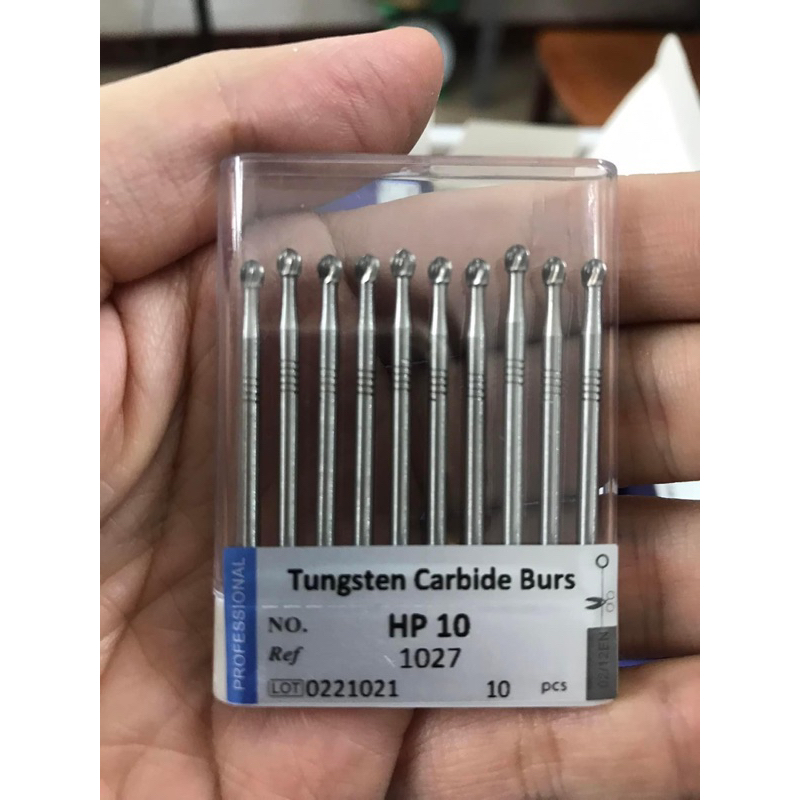 PROFESSIONAL
Tungsten Carbide Burs
NO. HP 10
Ref 1027
LOT 0221021 10 pcs